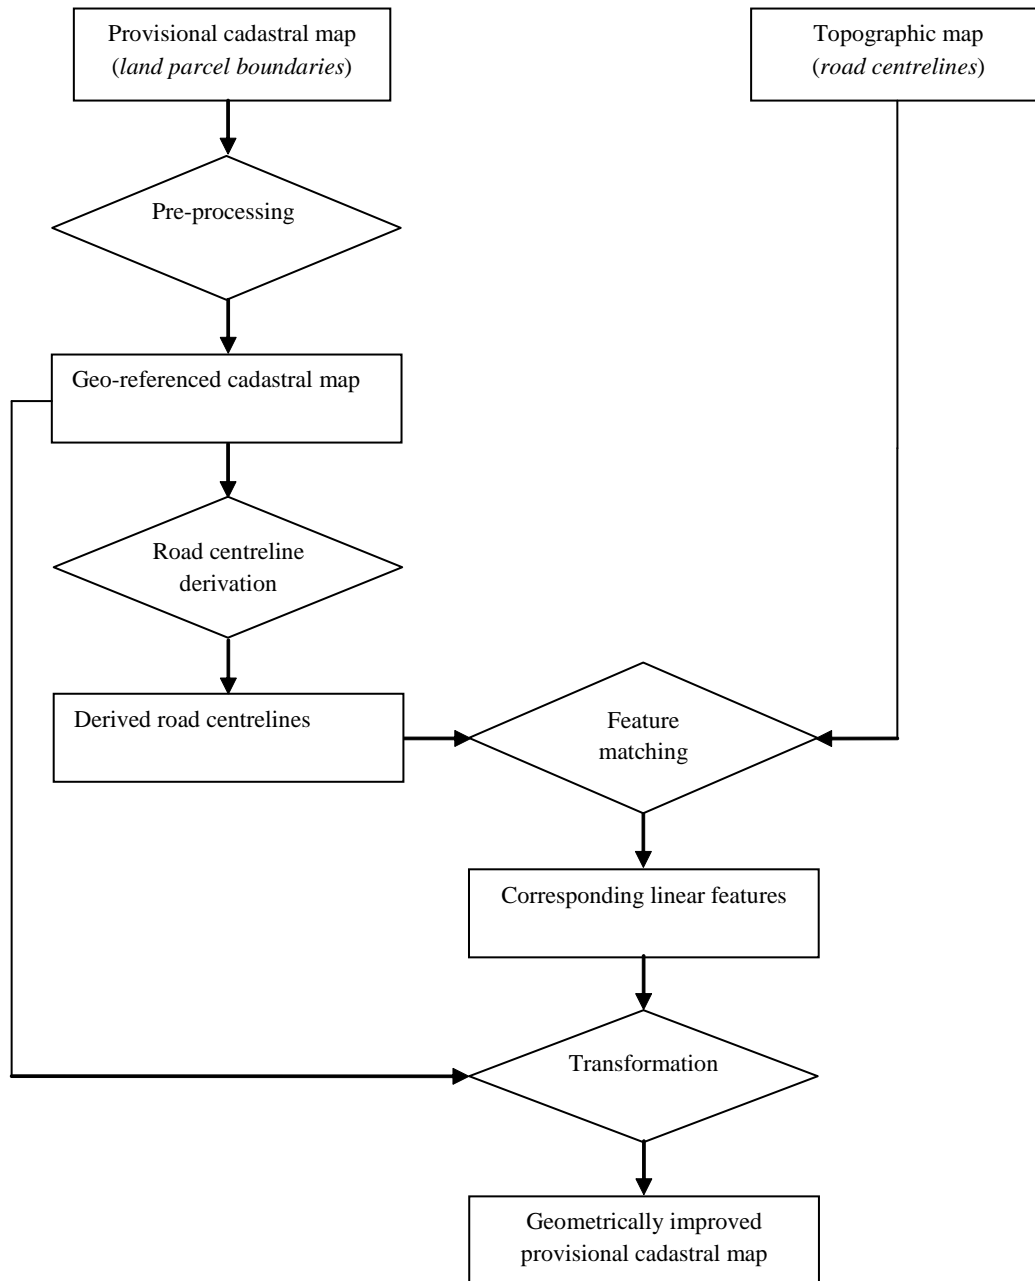 Provisional cadastral map
(land parcel boundaries)
Topographic map
(road centrelines)
Pre-processing
Geo-referenced cadastral map
Road centreline
derivation
Derived road centrelines
Feature
matching
Corresponding linear features
Transformation
Geometrically improved
provisional cadastral map